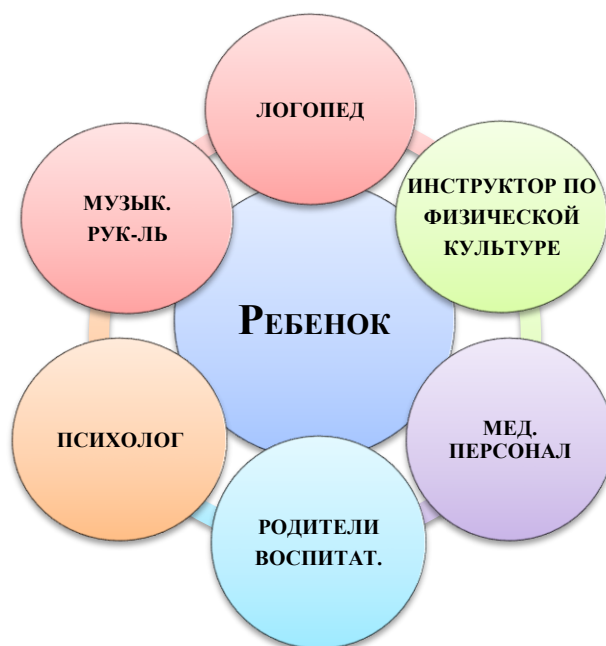 ЛОГОПЕД
ИНСТРУКТОР ПО
ФИЗИЧЕСКОЙ
КУЛЬТУРЕ
МУЗЫК.
РУК-ЛЬ
РЕБЕНОК
МЕД.
ПЕРСОНАЛ
ПСИХОЛОГ
РОДИТЕЛИ
ВОСПИТАТ.